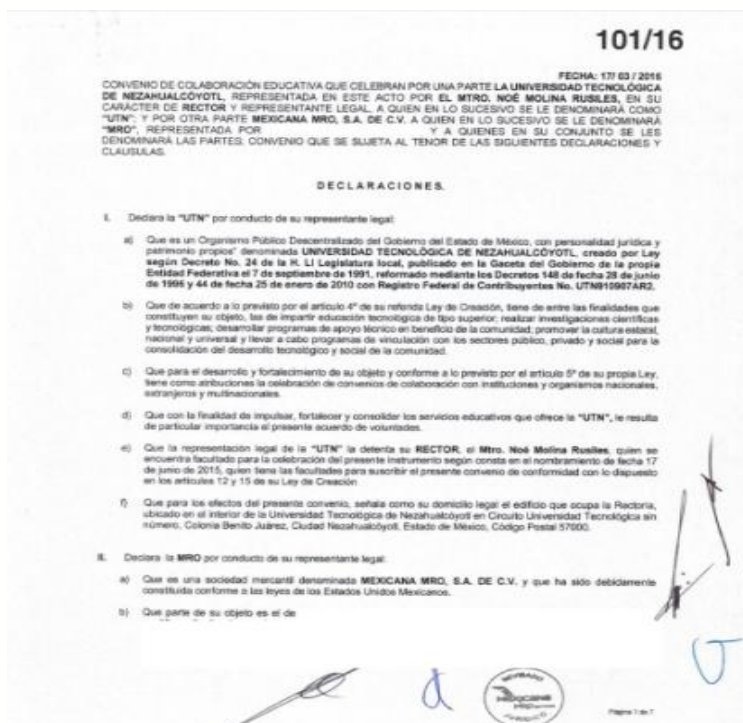 101/16
FECHA: 17/ 03 / 2016
CONVENIO DE COLABORACIÓN EDUCATIVA QUE CELEBRAN POR UNA PARTE LA UNIVERSIDAD TECNOLÓGICA
DE NEZAHUALCÓYOTL, REPRESENTADA EN ESTE ACTO POR EL MTRO. NOÉ MOLINA RUSILES, EN SU
CARÁCTER DE RECTOR Y REPRESENTANTE LEGAL, A QUIEN EN LO SUCESIVO SE LE DENOMINARÁ COMO
"UTN"; Y POR OTRA PARTE MEXICANA MRO, S.A. DE C.V. A QUIEN EN LO SUCESIVO SE LE DENOMINARÁ
"MRO", REPRESENTADA POR Y A QUIENES EN SU CONJUNTO SE LES
DENOMINARÁ LAS PARTES; CONVENIO QUE SE SUJETA AL TENOR DE LAS SIGUIENTES DECLARACIONES Y
CLAUSULAS.
DECLARACIONES.
I. Declara la "UTN" por conducto de su representante legal:
a) Que es un Organismo Público Descentralizado del Gobierno del Estado de México, con personalidad jurídica y
patrimonio propios" denominada UNIVERSIDAD TECNOLÓGICA DE NEZAHUALCÓYOTL, creado por Ley
según Decreto No. 24 de la H. LI Legislatura local, publicado en la Gaceta del Gobierno de la propia
Entidad Federativa el 7 de septiembre de 1991, reformado mediante los Decretos 148 de fecha 28 de junio
de 1995 y 44 de fecha 25 de enero de 2010 con Registro Federal de Contribuyentes No. UTN910907AR2.
b) Que de acuerdo a lo previsto por el artículo 4º de su referida Ley de Creación, tiene de entre las finalidades que
constituyen su objeto, las de impartir educación tecnológica de tipo superior; realizar investigaciones científicas
y tecnológicas; desarrollar programas de apoyo técnico en beneficio de la comunidad; promover la cultura estatal,
nacional y universal y llevar a cabo programas de vinculación con los sectores público, privado y social para la
consolidación del desarrollo tecnológico y social de la comunidad.
c) Que para el desarrollo y fortalecimiento de su objeto y conforme a lo previsto por el artículo 5º de su propia Ley,
tiene como atribuciones la celebración de convenios de colaboración con instituciones y organismos nacionales,
extranjeros y multinacionales.
d) Que con la finalidad de impulsar, fortalecer y consolidar los servicios educativos que ofrece la "UTN", le resulta
de particular importancia el presente acuerdo de voluntades.
e) Que la representación legal de la "UTN" la detenta su RECTOR, el Mtro. Noé Molina Rusiles, quien se
encuentra facultado para la celebración del presente instrumento según consta en el nombramiento de fecha 17
de junio de 2015, quien tiene las facultades para suscribir el presente convenio de conformidad con lo dispuesto
en los artículos 12 y 15 de su Ley de Creación
f) Que para los efectos del presente convenio, señala como su domicilio legal el edificio que ocupa la Rectoría,
ubicado en el interior de la Universidad Tecnológica de Nezahualcóyotl en Circuito Universidad Tecnológica sin
número, Colonia Benito Juárez, Ciudad Nezahualcóyotl, Estado de México, Código Postal 57000.
II. Declara la MRO por conducto de su representante legal:
a) Que es una sociedad mercantil denominada MEXICANA MRO, S.A. DE C.V. y que ha sido debidamente
constituida conforme a las leyes de los Estados Unidos Mexicanos.
b) Que parte de su objeto es el de
REVISADO
MEXICANA
JURIDICO
Página 1 de 7